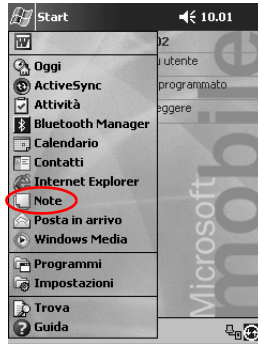 Start 10.01
02
Oggi
utente
ActiveSync
programmato
Attività
eggere
Bluetooth Manager
Calendario
Contatti
Internet Explorer
Note
Posta in arrivo
Windows Media
Programmi
Impostazioni
Trova
Guida
Microsoft
mobile